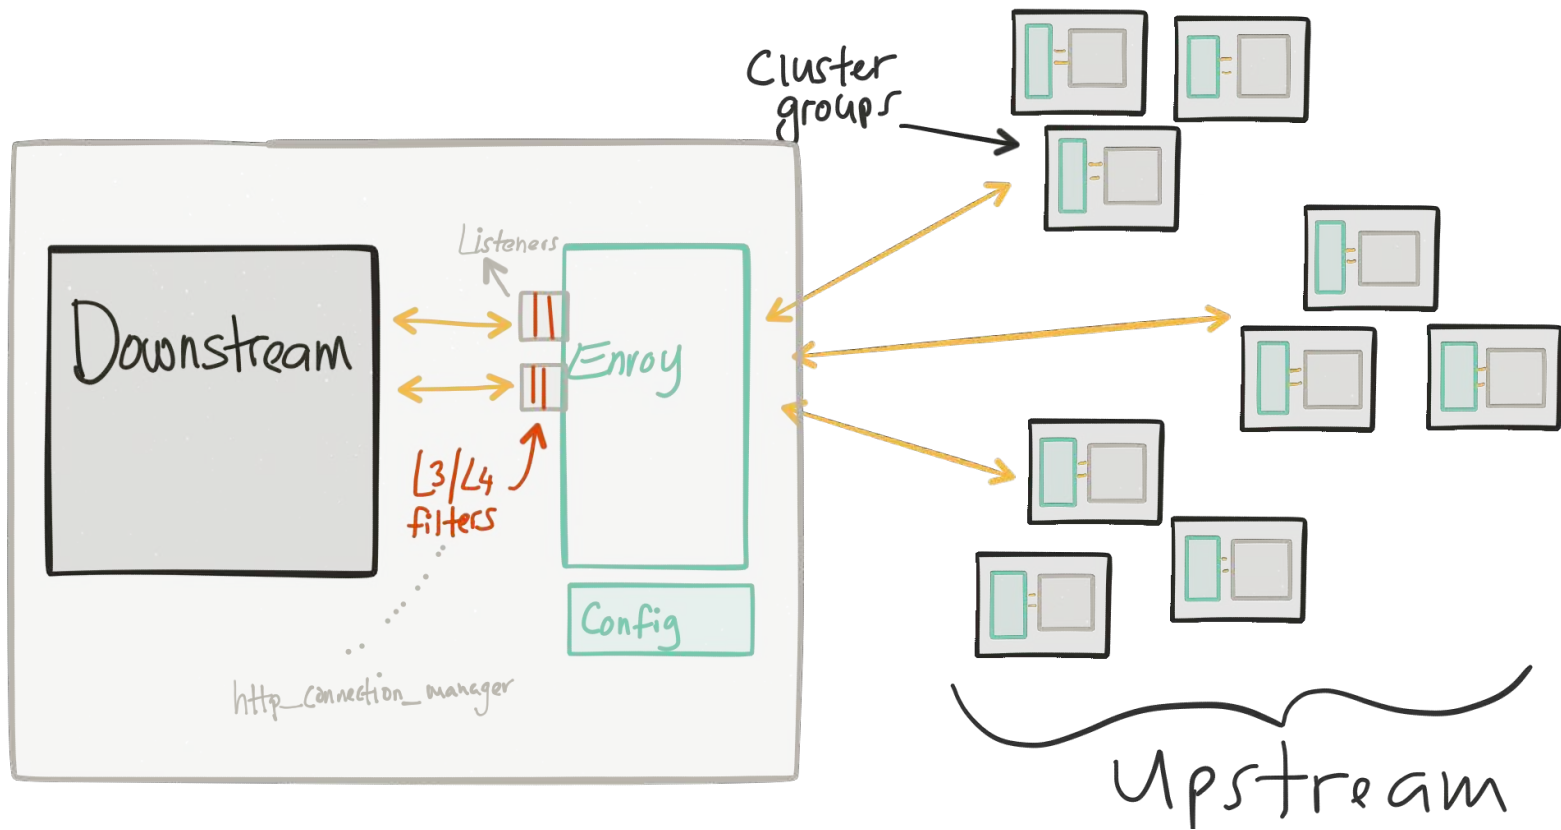 Cluster
groups
Listeners
Downstream
Envoy
L3/L4
filters
Config
http_connection_manager
Upstream